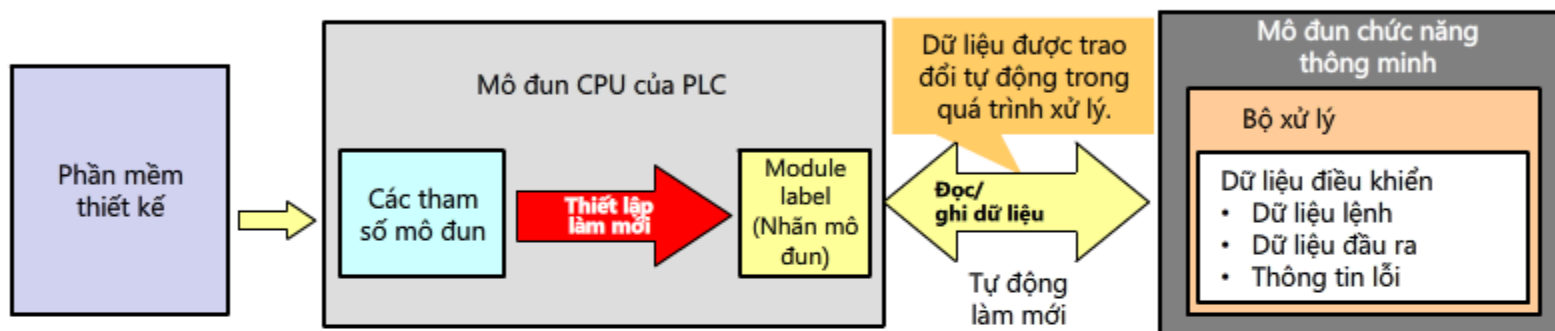 Phần mềm
thiết kế
Mô đun CPU của PLC
Các tham
số mô đun
Thiết lập
làm mới
Module
label
(Nhãn mô
đun)
Dữ liệu được trao
đổi tự động trong
quá trình xử lý.
Đọc/
ghi dữ liệu
Tự động
làm mới
Mô đun chức năng
thông minh
Bộ xử lý
Dữ liệu điều khiển
• Dữ liệu lệnh
• Dữ liệu đầu ra
• Thông tin lỗi